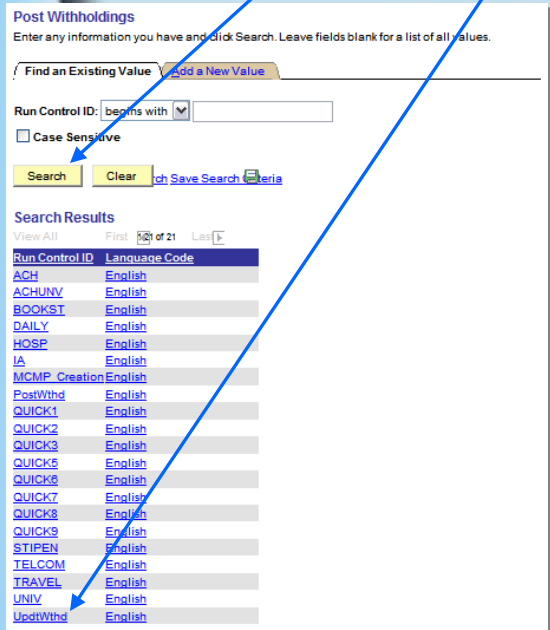 Post Withholdings
Enter any information you have and click Search. Leave fields blank for a list of all values.
Find an Existing Value Add a New Value
Run Control ID: begins with
Case Sensitive
Search Clear Save Search Criteria
Search Results
View All First of 21 Last
Run Control ID Language Code
ACH English
ACHUNV English
BOOKST English
DAILY English
HOSP English
IA English
MCMP_Creation English
PostWthd English
QUICK1 English
QUICK2 English
QUICK3 English
QUICK5 English
QUICK6 English
QUICK7 English
QUICK8 English
QUICK9 English
STIPEN English
TELCOM English
TRAVEL English
UNIV English
UpdtWthd English